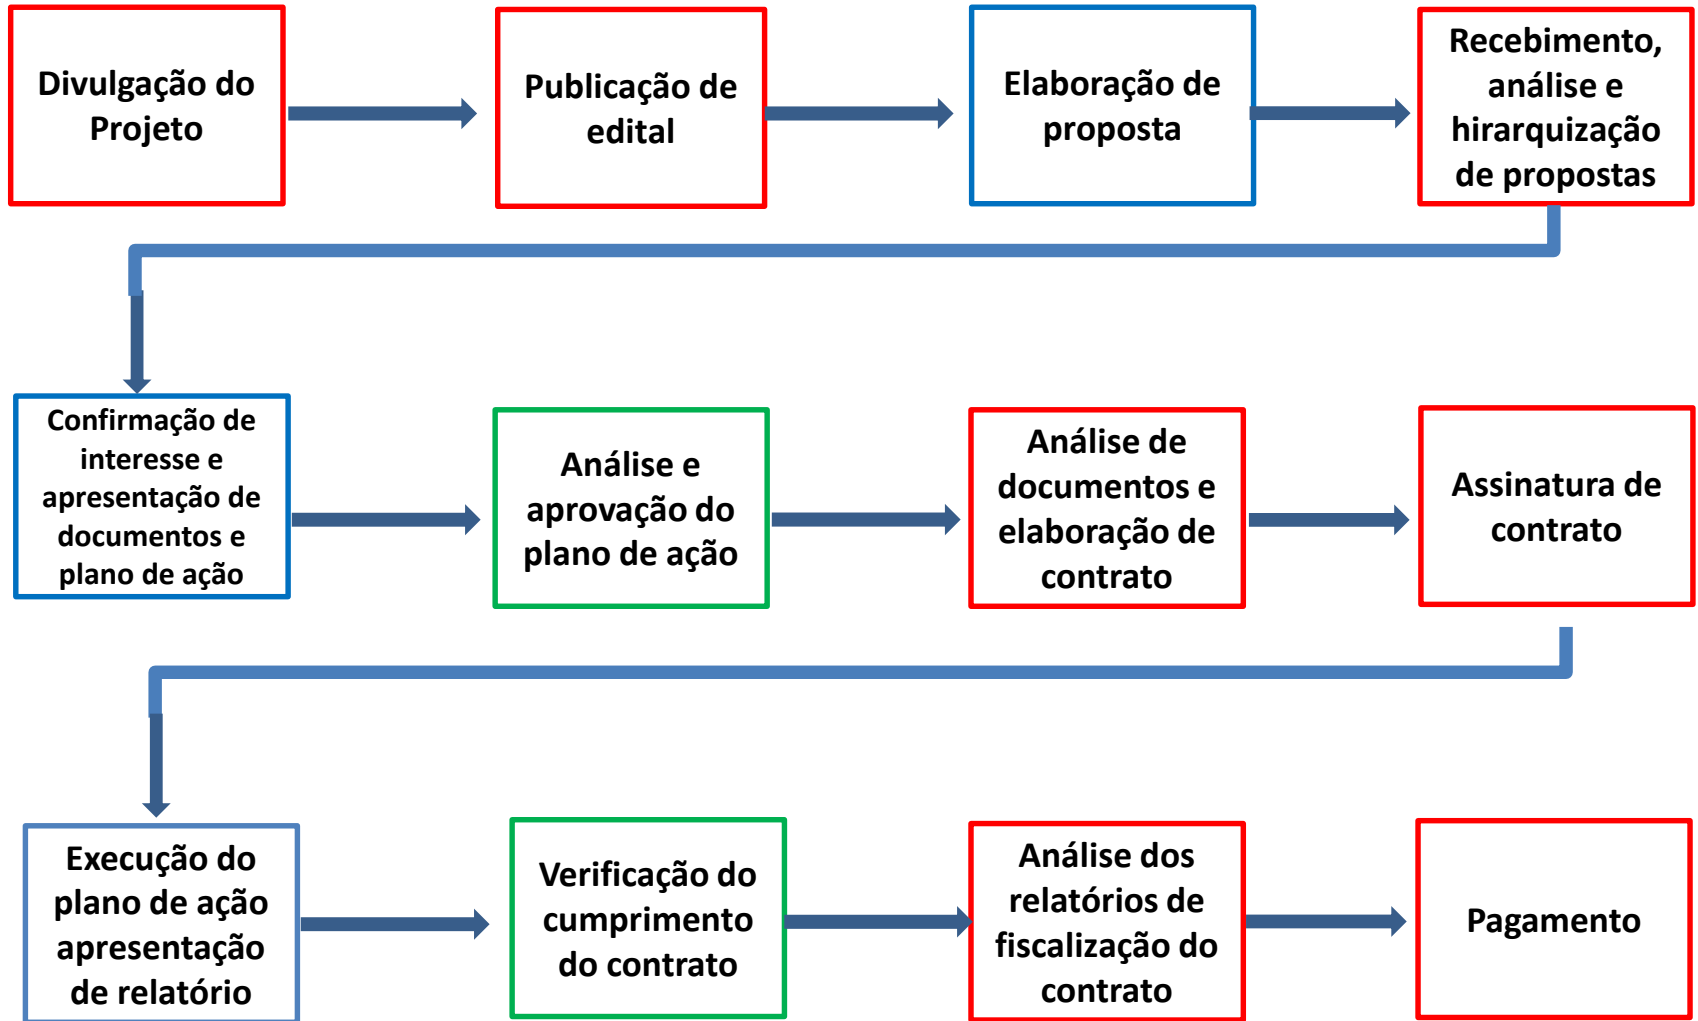 Divulgação do
Projeto
Publicação de
edital
Elaboração de
proposta
Recebimento,
análise e
hirarquização
de propostas
Confirmação de
interesse e
apresentação de
documentos e
plano de ação
Análise e
aprovação do
plano de ação
Análise de
documentos e
elaboração de
contrato
Assinatura de
contrato
Execução do
plano de ação
apresentação
de relatório
Verificação do
cumprimento
do contrato
Análise dos
relatórios de
fiscalização do
contrato
Pagamento